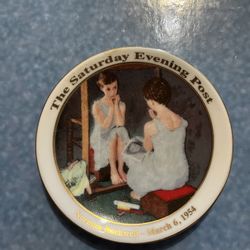 The Saturday Evening Post
Norman Rockwell - March 6, 1954